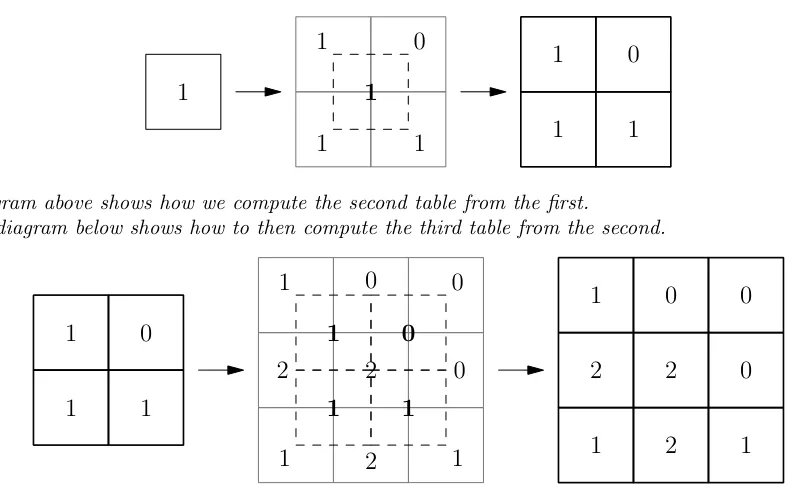 1 1 0 1 1 1 1 0 1 1
gram above shows how we compute the second table from the first.
diagram below shows how to then compute the third table from the second.
1 0 0 1 0 0
1 0 1 0
2 2 0 2 2 0
1 1 1 1
1 2 1 1 2 1